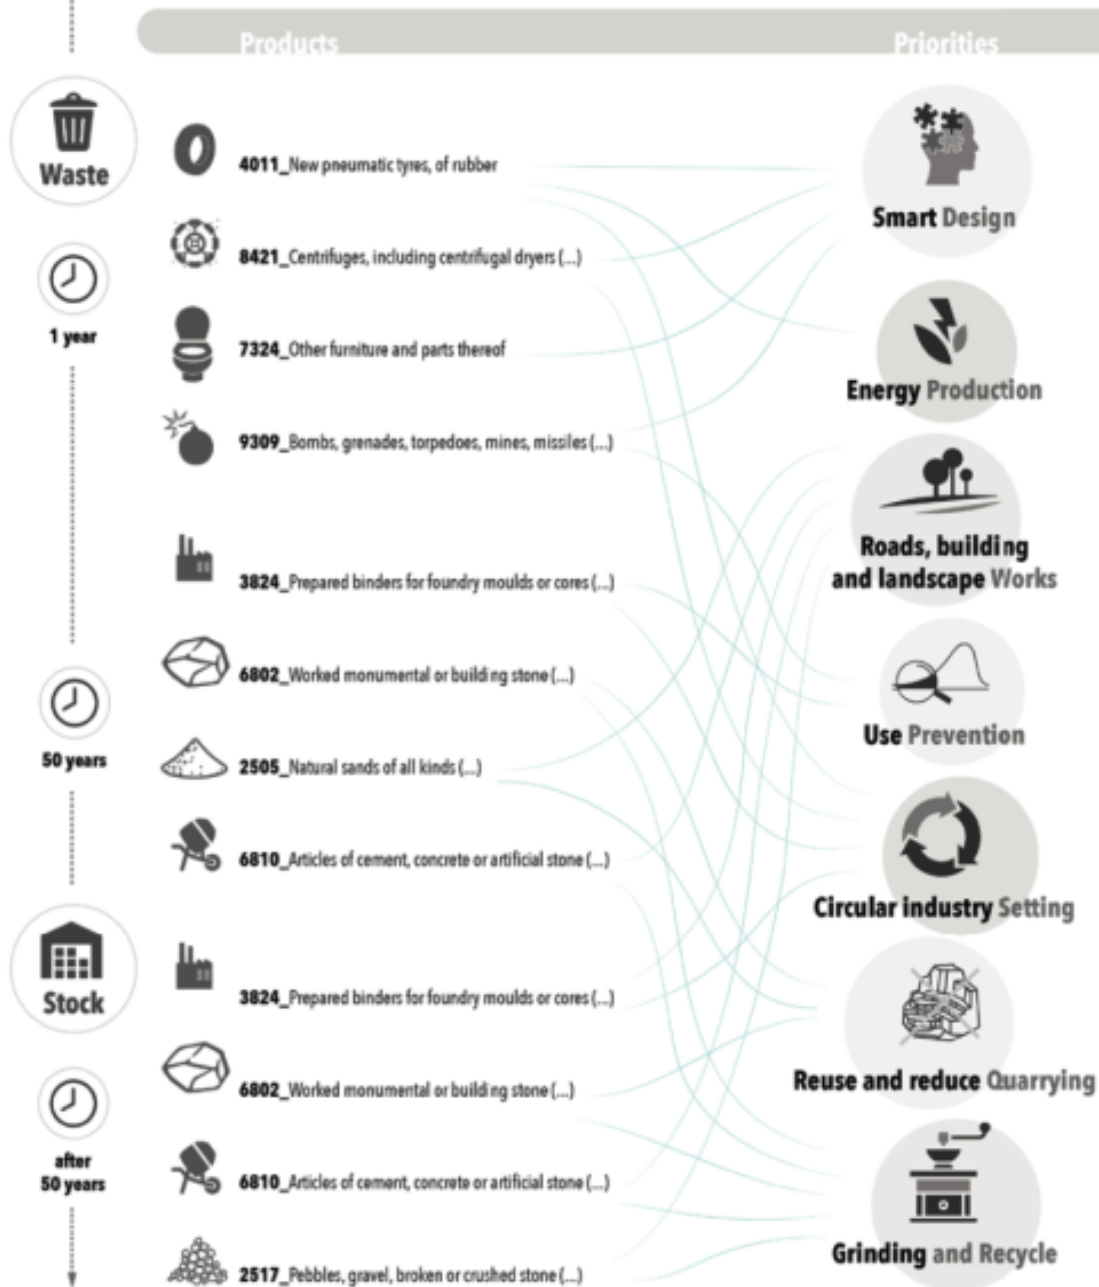 Products
Priorities
Waste
4011_New pneumatic tyres, of rubber
Smart Design
8421_Centrifuges, including centrifugal dryers (...)
1 year
7324_Other furniture and parts thereof
Energy Production
9309_Bombs, grenades, torpedoes, mines, missiles (...)
Roads, building
and landscape Works
3824_Prepared binders for foundry moulds or cores (...)
6802_Worked monumental or building stone (...)
Use Prevention
50 years
2505_Natural sands of all kinds (...)
6810_Articles of cement, concrete or artificial stone (...)
Circular industry Setting
Stock
3824_Prepared binders for foundry moulds or cores (...)
Reuse and reduce Quarrying
6802_Worked monumental or building stone (...)
after
50 years
6810_Articles of cement, concrete or artificial stone (...)
Grinding and Recycle
2517_Pebbles, gravel, broken or crushed stone (...)